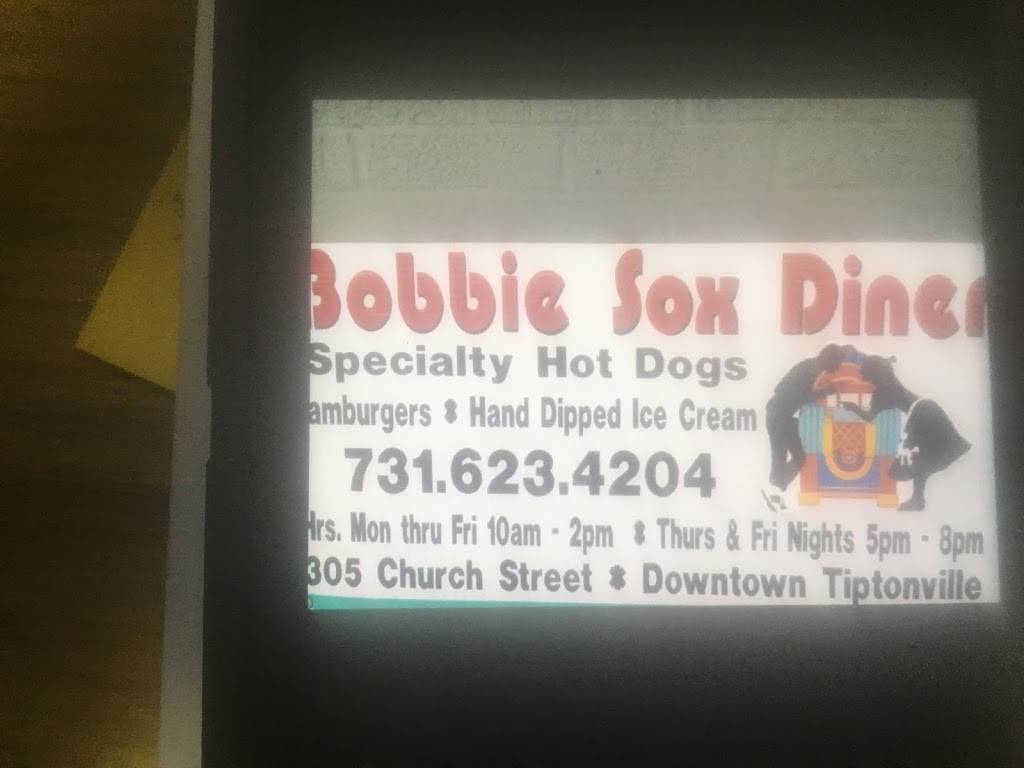 Bobbie Sox Diner
Specialty Hot Dogs
amburgers * Hand Dipped Ice Cream
731.623.4204
Hrs. Mon thru Fri 10am - 2pm * Thurs & Fri Nights 5pm - 8pm
305 Church Street * Downtown Tiptonville